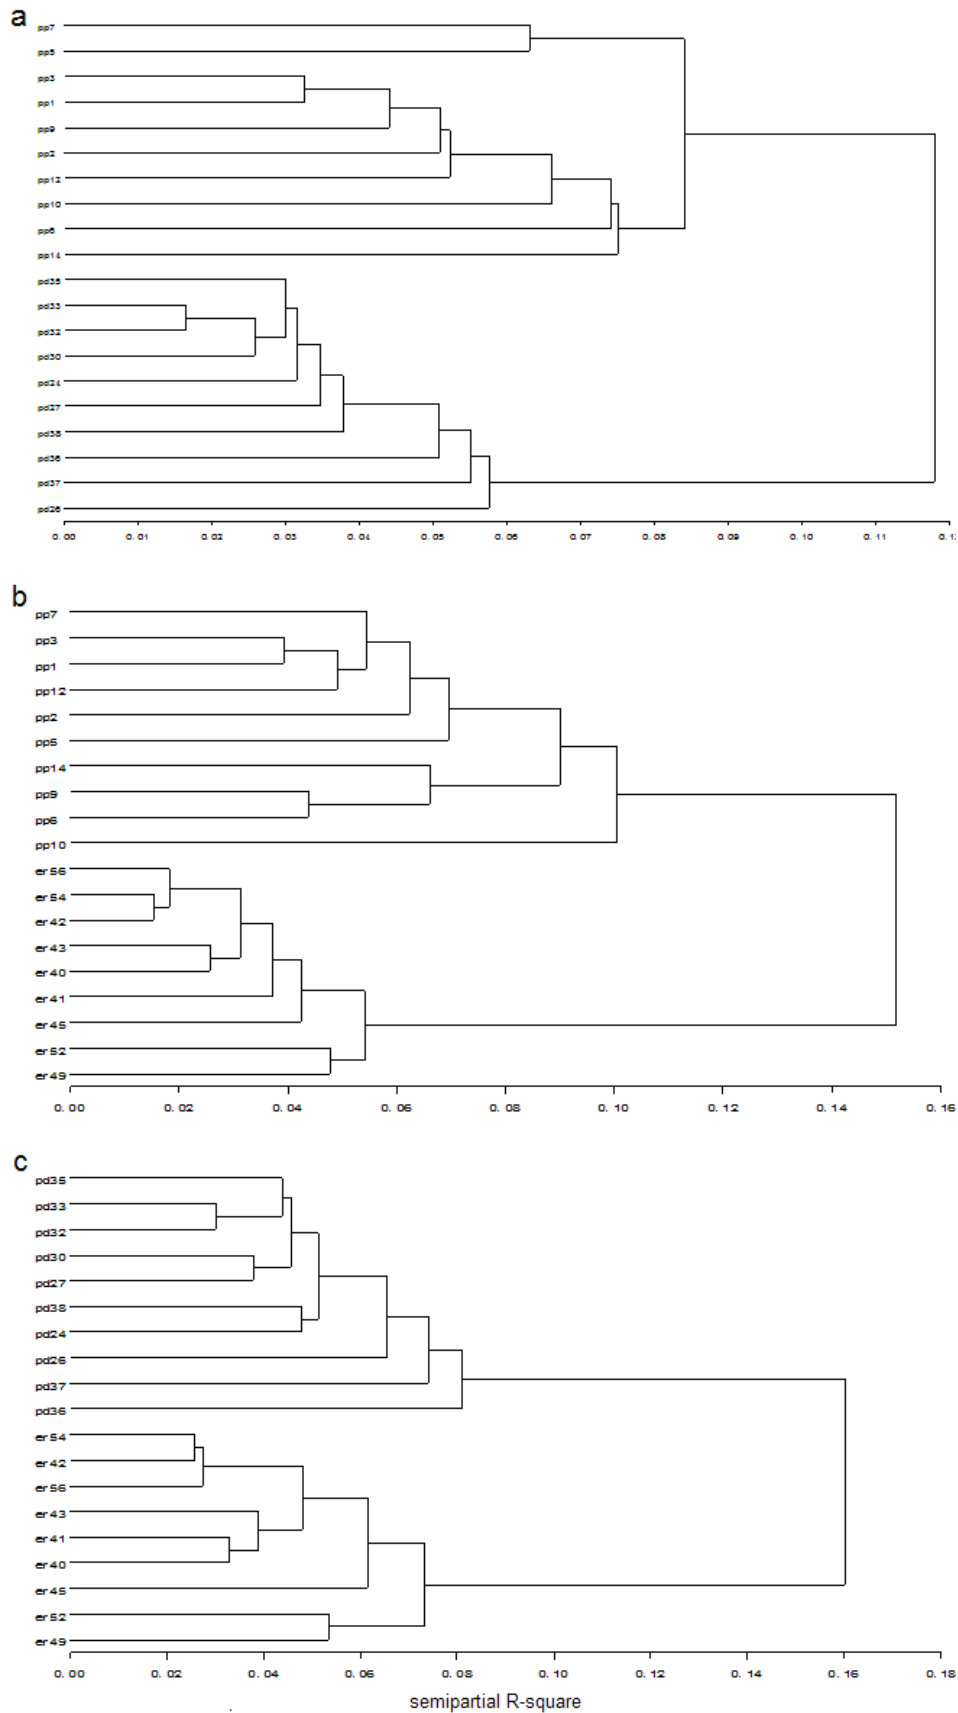 a
pp7
pp5
pp3
pp1
pp9
pp2
pp12
pp10
pp6
pp14
pd35
pd33
pd32
pd30
pd24
pd27
pd38
pd36
pd37
pd26
0.00 0.01 0.02 0.03 0.04 0.05 0.06 0.07 0.08 0.09 0.10 0.11
b
pp7
pp3
pp1
pp12
pp2
pp5
pp14
pp9
pp6
pp10
er56
er54
er42
er43
er40
er41
er45
er52
er49
0.00 0.02 0.04 0.06 0.08 0.10 0.12 0.14 0.16
c
pd35
pd33
pd32
pd30
pd27
pd38
pd24
pd26
pd37
pd36
er54
er42
er56
er43
er41
er40
er45
er52
er49
0.00 0.02 0.04 0.06 0.08 0.10 0.12 0.14 0.16 0.18
semipartial R-square